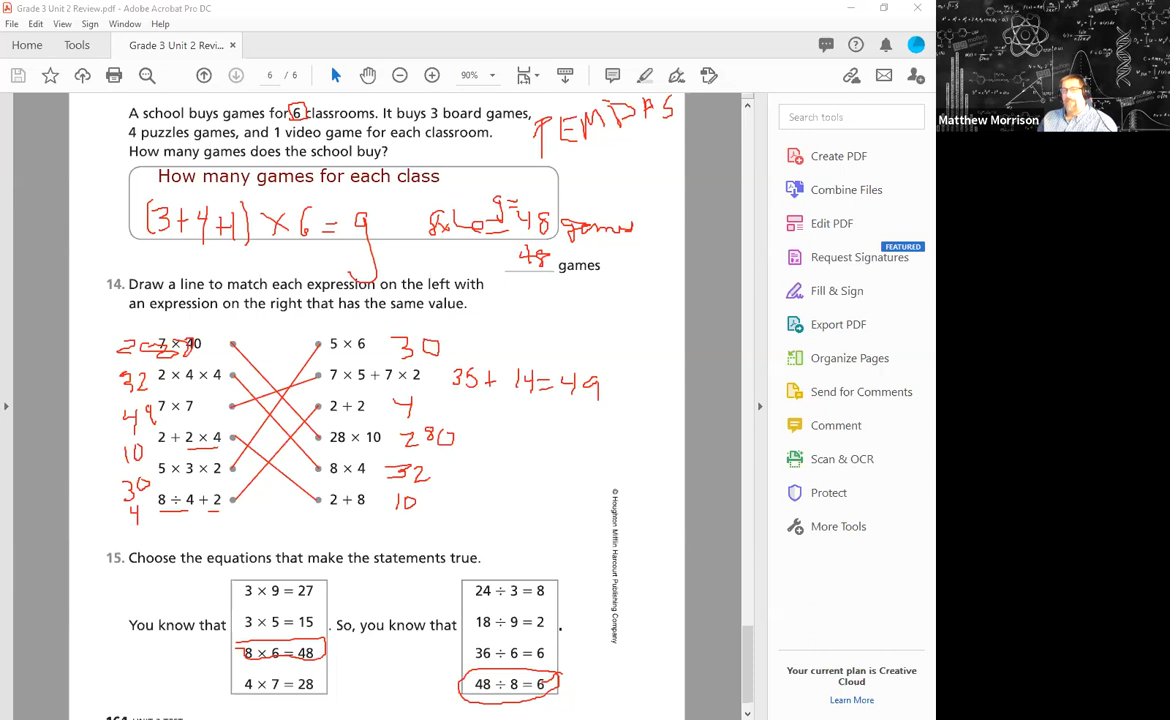 Grade 3 Unit 2 Review.pdf - Adobe Acrobat Pro DC
File Edit View Sign Window Help
Home Tools Grade 3 Unit 2 Revi... ×
6 / 6 90%
A school buys games for 6 classrooms. It buys 3 board games,
4 puzzles games, and 1 video game for each classroom.
How many games does the school buy?
PEMDAS
How many games for each class
(3+4+1) × 6 = g
g=
48 games
48 games
14. Draw a line to match each expression on the left with
an expression on the right that has the same value.
7 × 40 5 × 6 30
32 2 × 4 × 4 7 × 5 + 7 × 2 35 + 14 = 49
49 7 × 7 2 + 2 4
10 2 + 2 × 4 28 × 10 280
30 5 × 3 × 2 8 × 4 32
4 8 ÷ 4 + 2 2 + 8 10
© Houghton Mifflin Harcourt Publishing Company
15. Choose the equations that make the statements true.
3 × 9 = 27 24 ÷ 3 = 8
3 × 5 = 15 18 ÷ 9 = 2
You know that . So, you know that .
8 × 6 = 48 36 ÷ 6 = 6
4 × 7 = 28 48 ÷ 8 = 6
Search tools
Create PDF
Combine Files
Edit PDF
FEATURED
Request Signatures
Fill & Sign
Export PDF
Organize Pages
Send for Comments
Comment
Scan & OCR
Protect
More Tools
Your current plan is Creative
Cloud
Learn More
Matthew Morrison